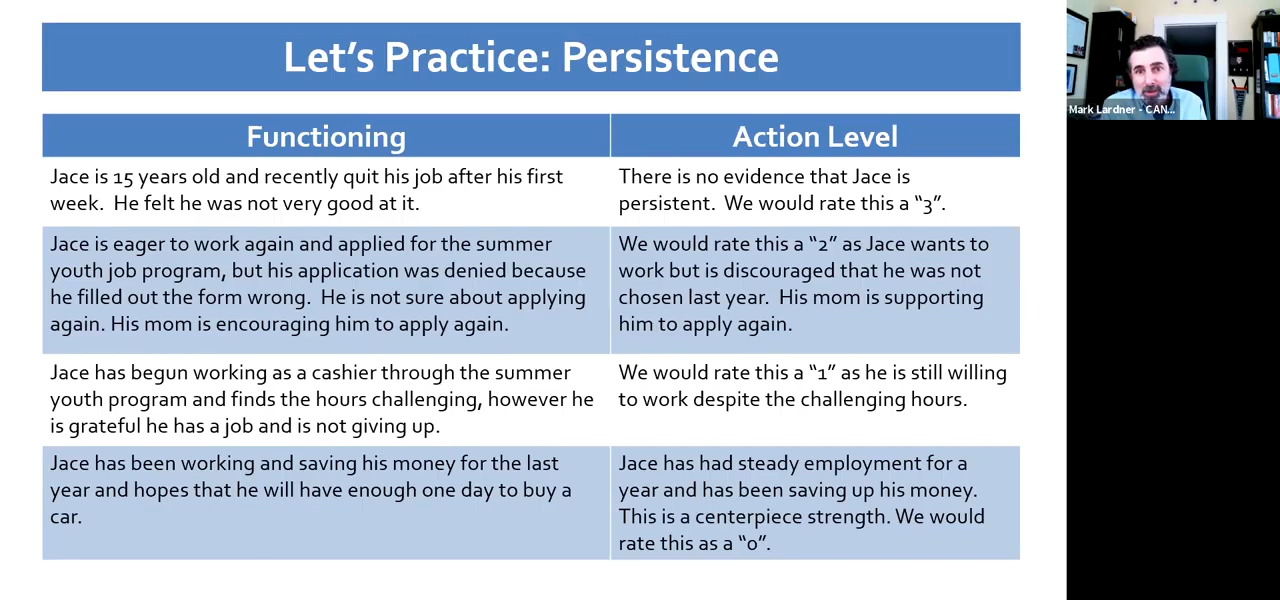 Let's Practice: Persistence
Functioning
Action Level
Jace is 15 years old and recently quit his job after his first
week.  He felt he was not very good at it.
There is no evidence that Jace is
persistent.  We would rate this a “3”.
Jace is eager to work again and applied for the summer
youth job program, but his application was denied because
he filled out the form wrong.  He is not sure about applying
again. His mom is encouraging him to apply again.
We would rate this a “2” as Jace wants to
work but is discouraged that he was not
chosen last year.  His mom is supporting
him to apply again.
Jace has begun working as a cashier through the summer
youth program and finds the hours challenging, however he
is grateful he has a job and is not giving up.
We would rate this a “1” as he is still willing
to work despite the challenging hours.
Jace has been working and saving his money for the last
year and hopes that he will have enough one day to buy a
car.
Jace has had steady employment for a
year and has been saving up his money.
This is a centerpiece strength. We would
rate this as a “0”.
Mark Lardner - CAN...